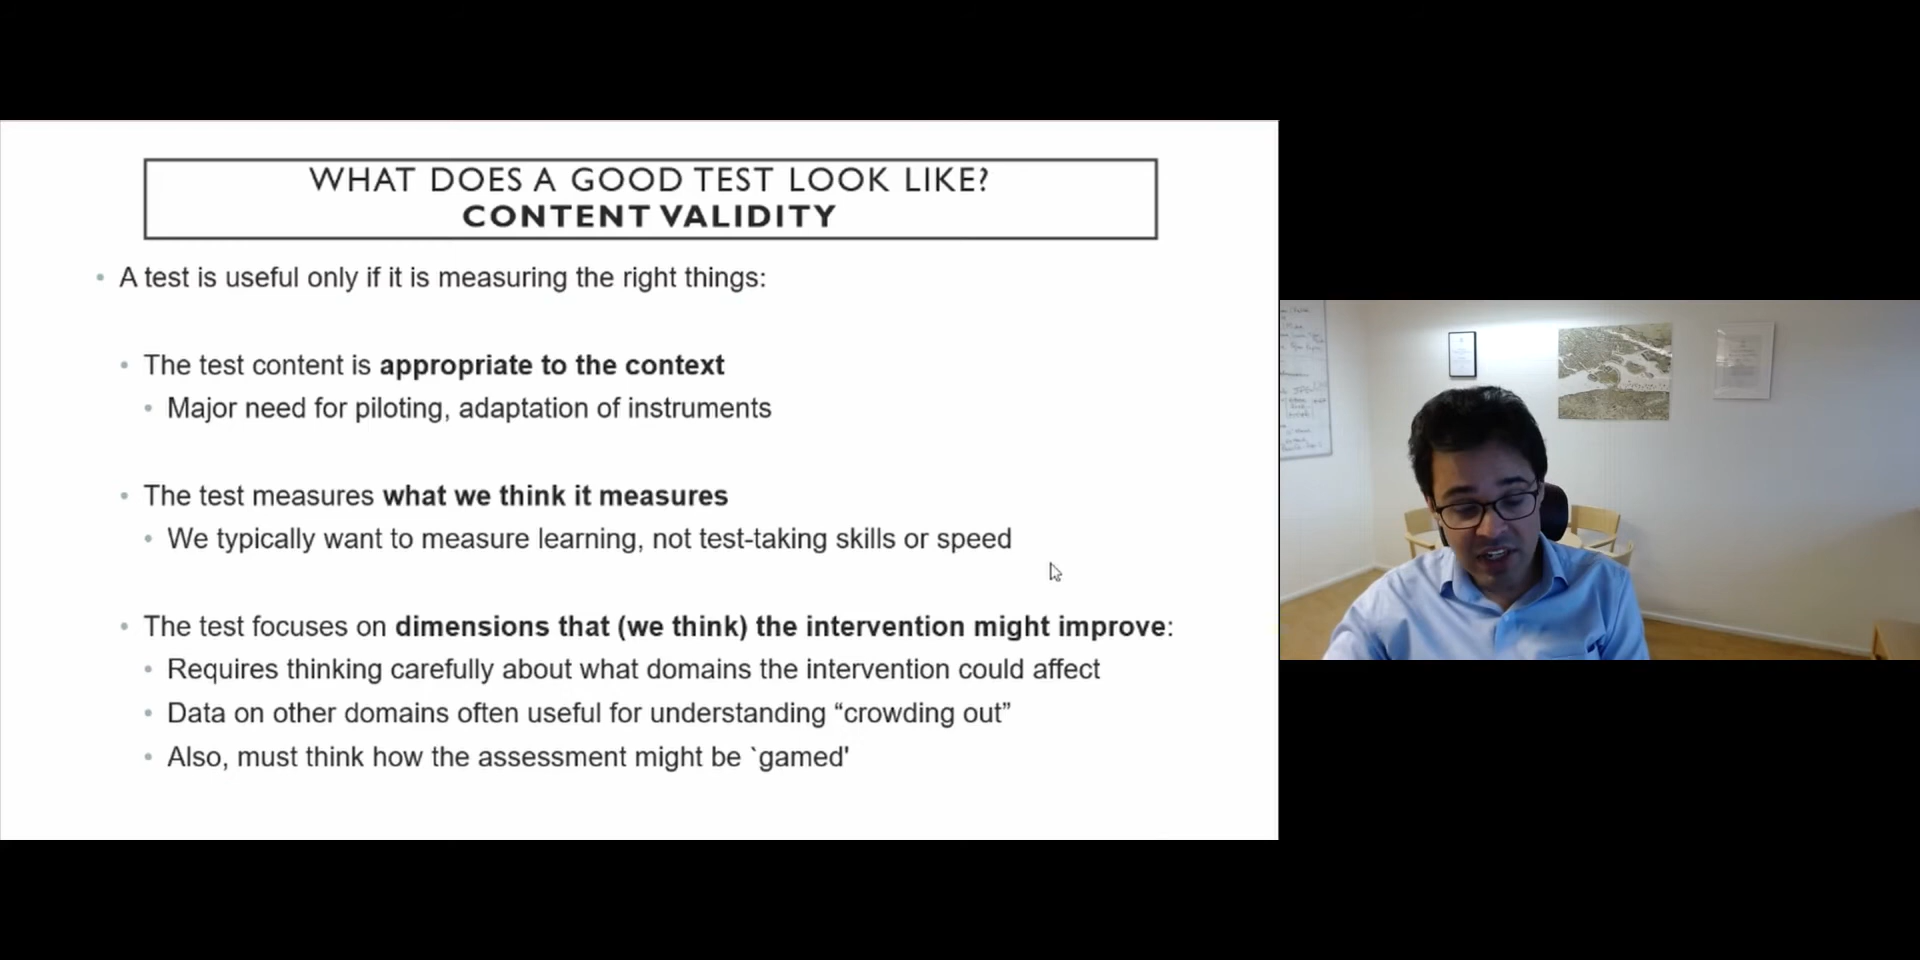 WHAT DOES A GOOD TEST LOOK LIKE?
CONTENT VALIDITY
• A test is useful only if it is measuring the right things:
• The test content is appropriate to the context
• Major need for piloting, adaptation of instruments
• The test measures what we think it measures
• We typically want to measure learning, not test-taking skills or speed
• The test focuses on dimensions that (we think) the intervention might improve:
• Requires thinking carefully about what domains the intervention could affect
• Data on other domains often useful for understanding “crowding out”
• Also, must think how the assessment might be `gamed'